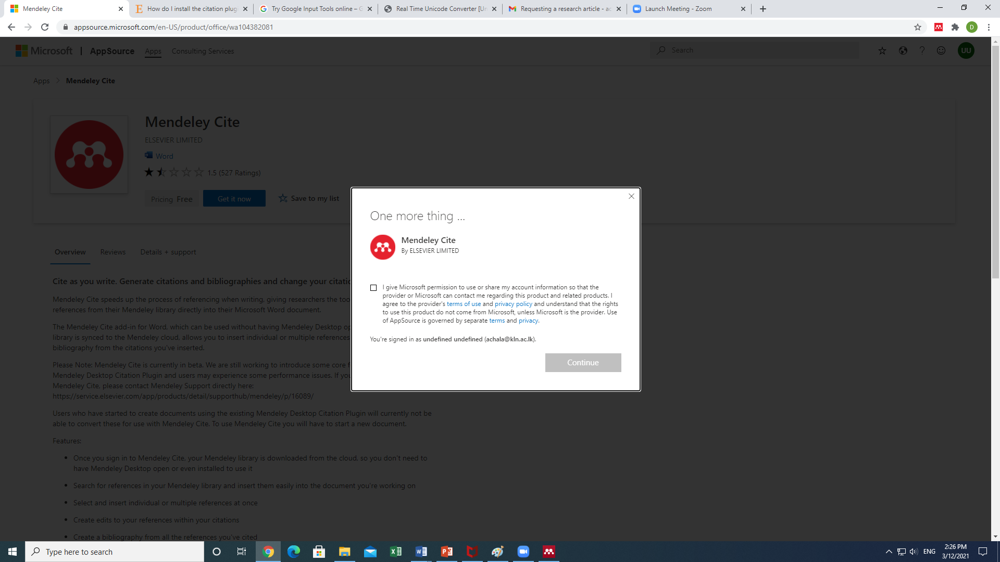 Mendeley Cite
How do I install the citation plug
Try Google Input Tools online – G
Real Time Unicode Converter [Un
Requesting a research article - ac
Launch Meeting - Zoom
appsource.microsoft.com/en-US/product/office/wa104382081
D
Microsoft | AppSource Apps Consulting Services
Search
UU
Apps > Mendeley Cite
Mendeley Cite
ELSEVIER LIMITED
Word
1.5 (527 Ratings)
Pricing Free
Get it now
Save to my list
Overview Reviews Details + support
Cite as you write. Generate citations and bibliographies and change your citatio
Mendeley Cite speeds up the process of referencing when writing, giving researchers the too
references from their Mendeley library directly into their Microsoft Word document.
The Mendeley Cite add-in for Word, which can be used without having Mendeley Desktop op
library is synced to the Mendeley cloud, allows you to insert individual or multiple references
bibliography from the citations you've inserted.
Please Note: Mendeley Cite is currently in beta. We are still working to introduce some core f
Mendeley Desktop Citation Plugin and users may experience some performance issues. If you
Mendeley Cite, please contact Mendeley Support directly here:
https://service.elsevier.com/app/products/detail/supporthub/mendeley/p/16089/
Users who have started to create documents using the existing Mendeley Desktop Citation Plugin will currently not be
able to convert these for use with Mendeley Cite. To use Mendeley Cite you will have to start a new document.
Features:
• Once you sign in to Mendeley Cite, your Mendeley library is downloaded from the cloud, so you don't need to
have Mendeley Desktop open or even installed to use it
• Search for references in your Mendeley library and insert them easily into the document you're working on
• Select and insert individual or multiple references at once
• Create edits to your references within your citations
• Create a bibliography from all the references you've cited
One more thing ...
Mendeley Cite
By ELSEVIER LIMITED
I give Microsoft permission to use or share my account information so that the
provider or Microsoft can contact me regarding this product and related products. I
agree to the provider's terms of use and privacy policy and understand that the rights
to use this product do not come from Microsoft, unless Microsoft is the provider. Use
of AppSource is governed by separate terms and privacy.
You're signed in as undefined undefined (achala@kln.ac.lk).
Continue
Type here to search
ENG
2:26 PM
3/12/2021